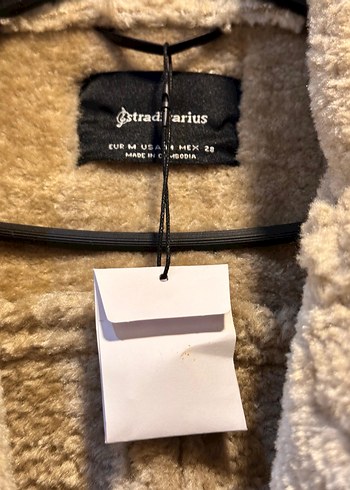 stradivarius
EUR M USA M MEX 28
MADE IN CAMBODIA